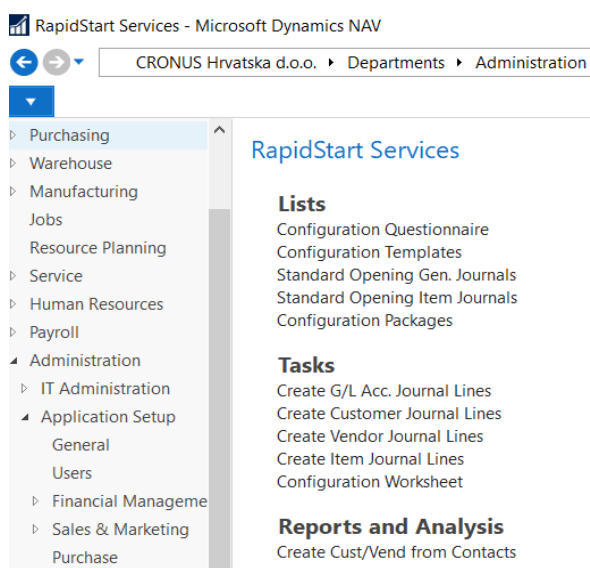 RapidStart Services - Microsoft Dynamics NAV
CRONUS Hrvatska d.o.o. Departments Administration
Purchasing
Warehouse
Manufacturing
Jobs
Resource Planning
Service
Human Resources
Payroll
Administration
IT Administration
Application Setup
General
Users
Financial Manageme
Sales & Marketing
Purchase
RapidStart Services
Lists
Configuration Questionnaire
Configuration Templates
Standard Opening Gen. Journals
Standard Opening Item Journals
Configuration Packages
Tasks
Create G/L Acc. Journal Lines
Create Customer Journal Lines
Create Vendor Journal Lines
Create Item Journal Lines
Configuration Worksheet
Reports and Analysis
Create Cust/Vend from Contacts